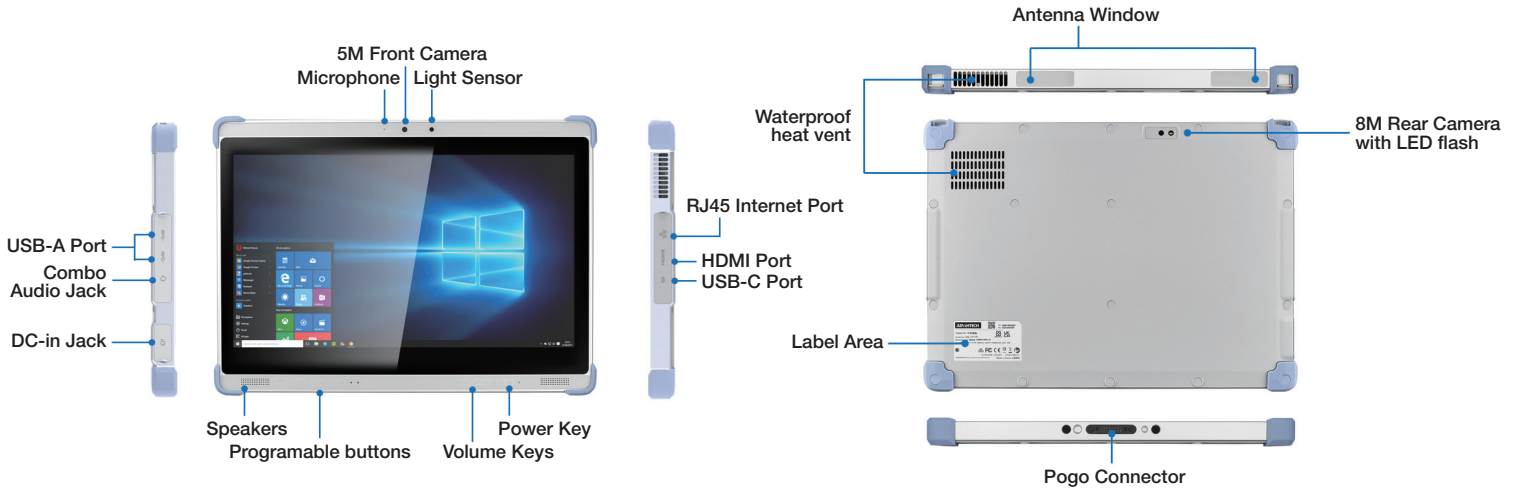 5M Front Camera
Microphone
Light Sensor
USB-A Port
Combo
Audio Jack
DC-in Jack
Speakers
Programable buttons
Volume Keys
Power Key
RJ45 Internet Port
HDMI Port
USB-C Port
Antenna Window
Waterproof
heat vent
8M Rear Camera
with LED flash
Label Area
ADVANTECH
Pogo Connector